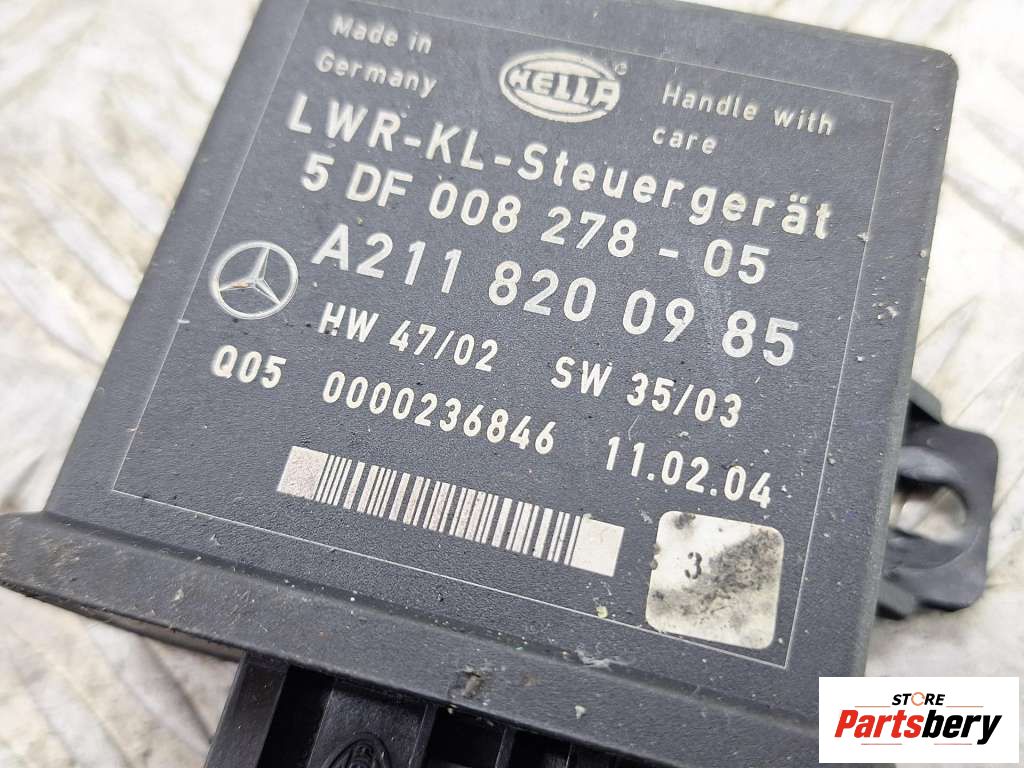 Made in
Germany
HELLA
Handle with
care
LWR-KL-Steuergerät
5 DF 008 278 - 05
A211 820 09 85
HW 47/02 SW 35/03
Q05 0000236846 11.02.04
3
STORE
Partsbery